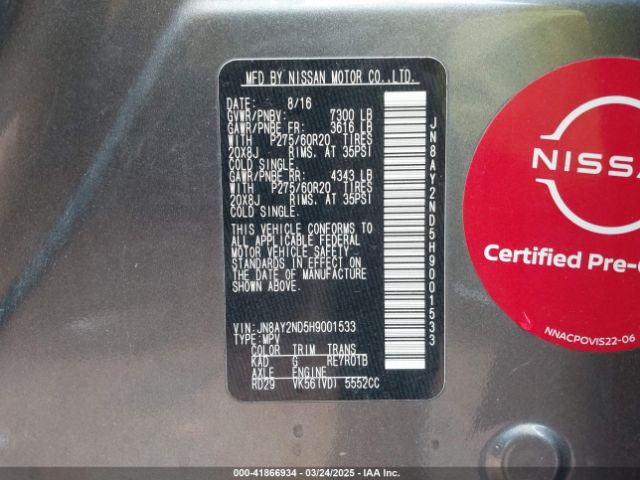 MFD BY NISSAN MOTOR CO.,LTD.
DATE: 8/16
GVWR/PNBV: 7300 LB
GAWR/PNBE FR: 3616 LB
WITH P275/60R20 TIRES
20X8J RIMS. AT 35PSI
COLD SINGLE.
GAWR/PNBE RR: 4343 LB
WITH P275/60R20 TIRES
20X8J RIMS. AT 35PSI
COLD SINGLE.
THIS VEHICLE CONFORMS TO
ALL APPLICABLE FEDERAL
MOTOR VEHICLE SAFETY
STANDARDS IN EFFECT ON
THE DATE OF MANUFACTURE
SHOWN ABOVE.
VIN:JN8AY2ND5H9001533
TYPE:MPV
COLOR TRIM TRANS
KAD G RE7R01B
AXLE ENGINE
RD29 VK56(VD) 5552CC
JN8AY2ND5H9001533
NISSAN
Certified Pre-
NNACPOVIS22-06
000-41866934 / 03/24/2025 / IAA Inc.